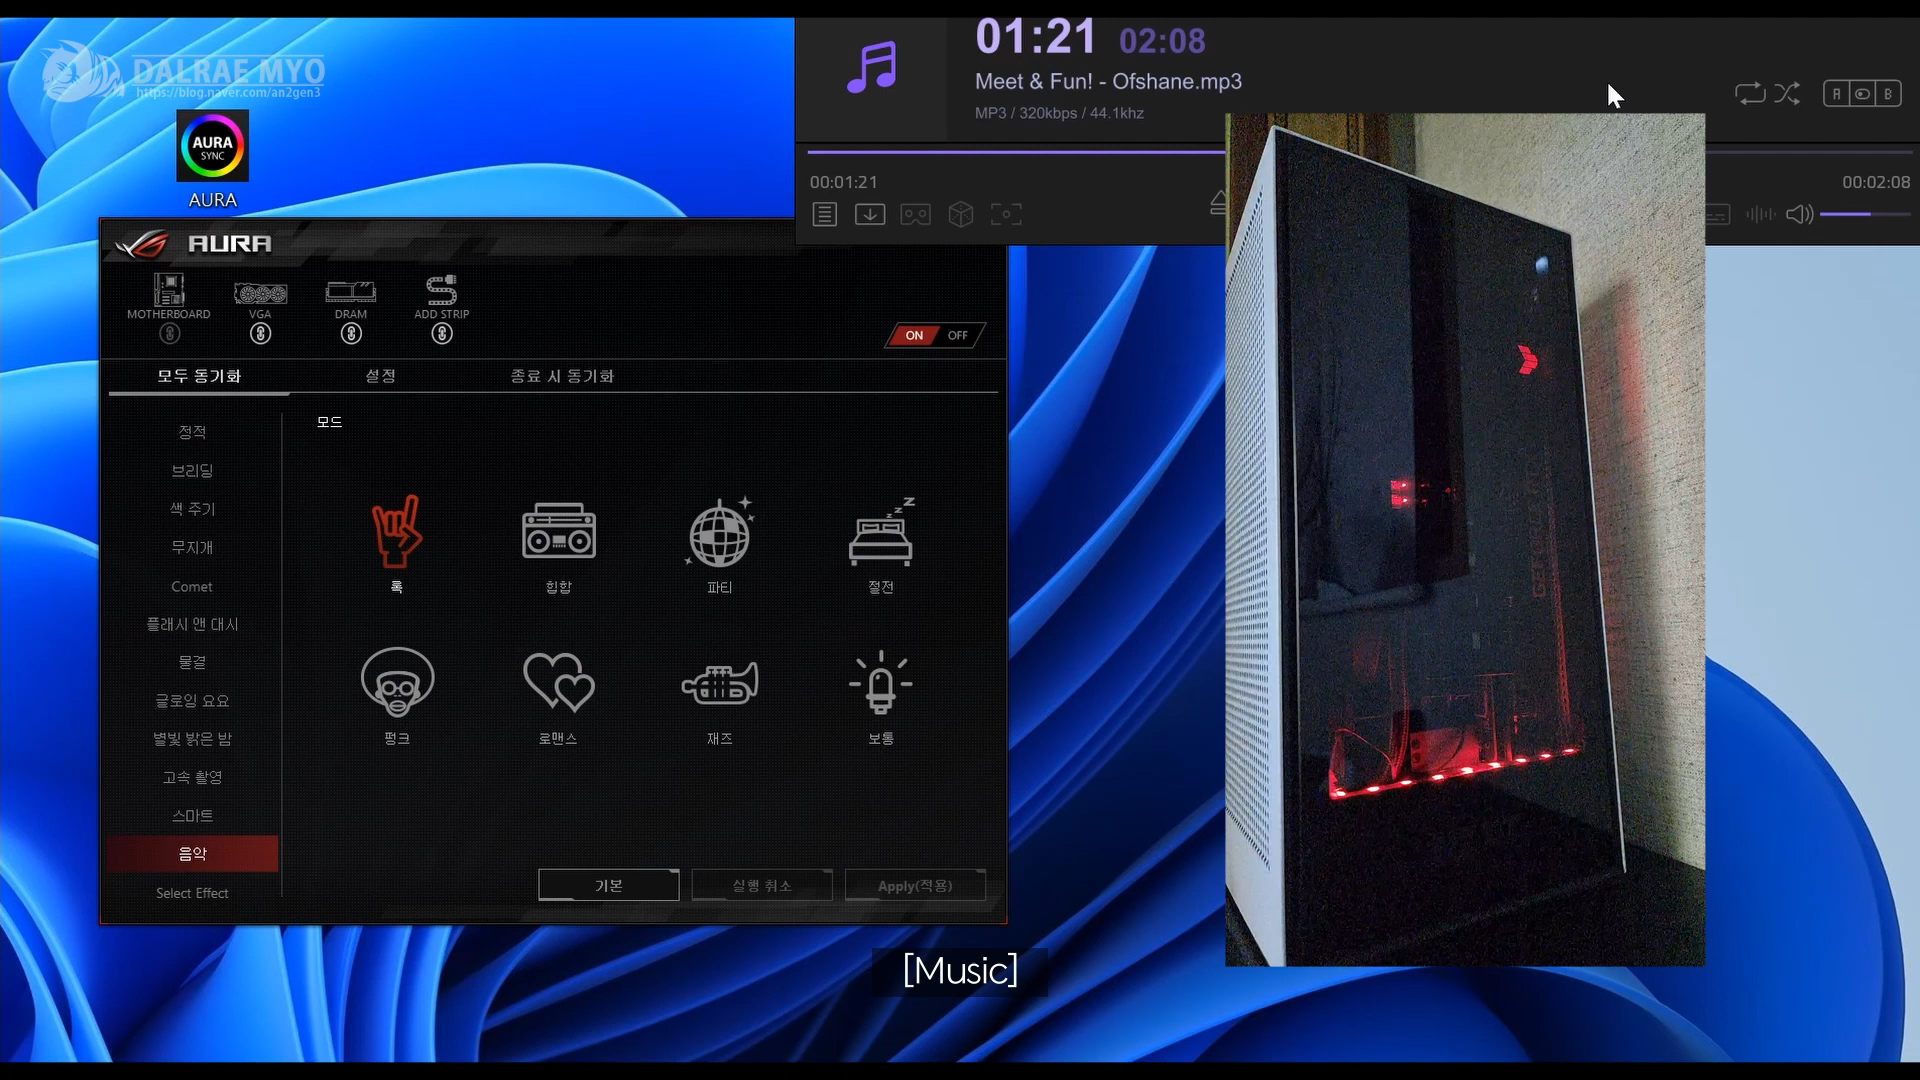 DALRAE MYO
https://blog.naver.com/an2gen3
AURA
SYNC
AURA
01:21 02:08
Meet & Fun! - Ofshane.mp3
MP3 / 320kbps / 44.1khz
A B
00:01:21
00:02:08
AURA
MOTHERBOARD VGA DRAM ADD STRIP
ON OFF
모두 동기화 설정 종료 시 동기화
정적
브리딩
색 주기
무지개
Comet
플래시 앤 대시
물결
글로잉 요요
별빛 밝은 밤
고속 촬영
스마트
음악
Select Effect
모드
록 힙합 파티 절전
펑크 로맨스 재즈 보통
기본 실행 취소 Apply(적용)
GEFORCE RTX
[Music]